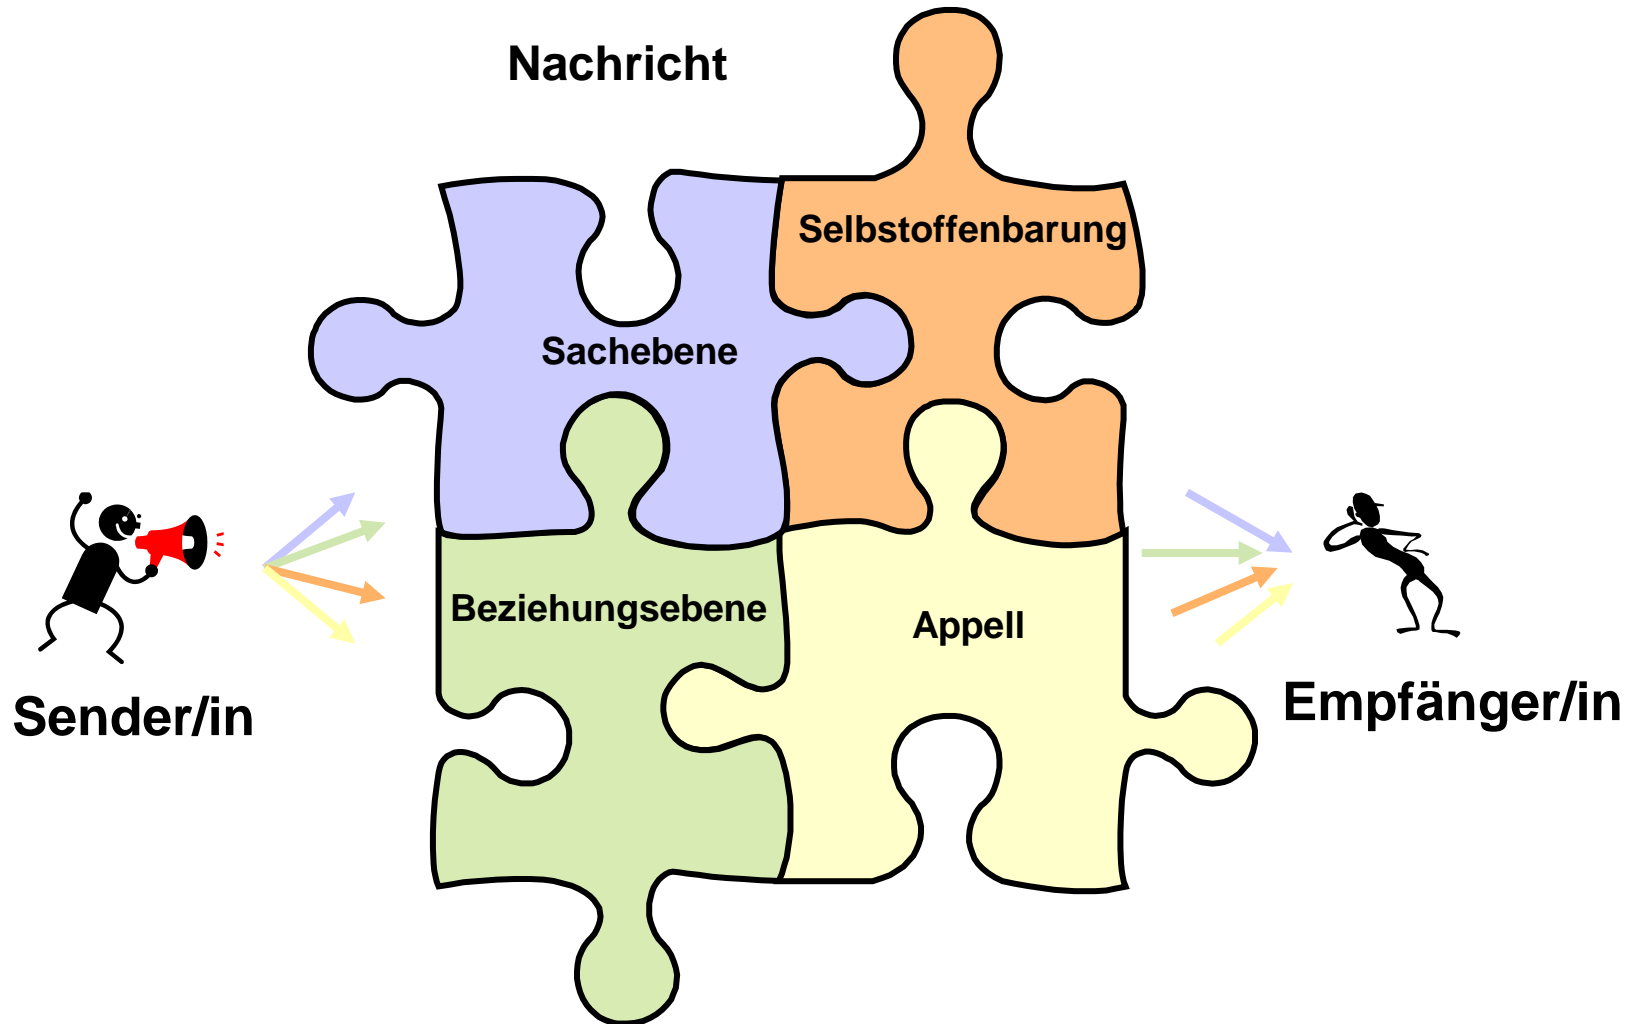 Nachricht
Selbstoffenbarung
Sachebene
Beziehungsebene
Appell
Sender/in
Empfänger/in